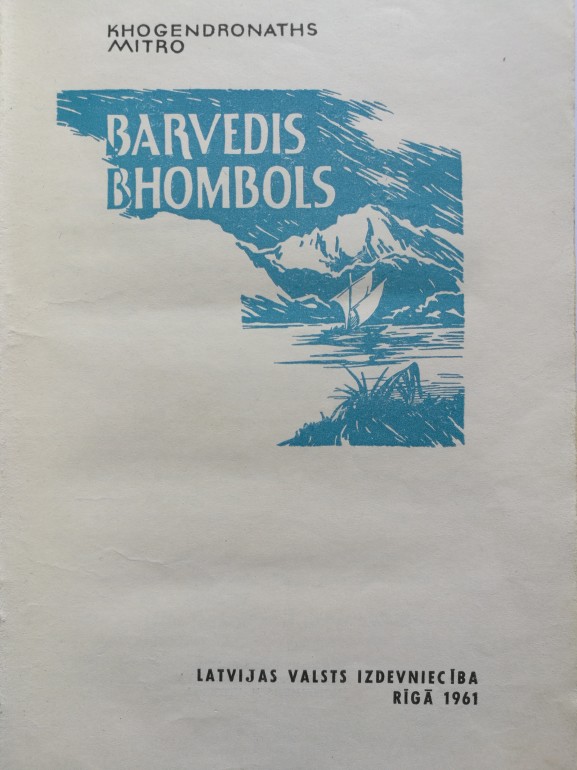 KHOGENDRONATHS
MITRO
BARVEDIS
BHOMBOLS
LATVIJAS VALSTS IZDEVNIECĪBA
RĪGĀ 1961